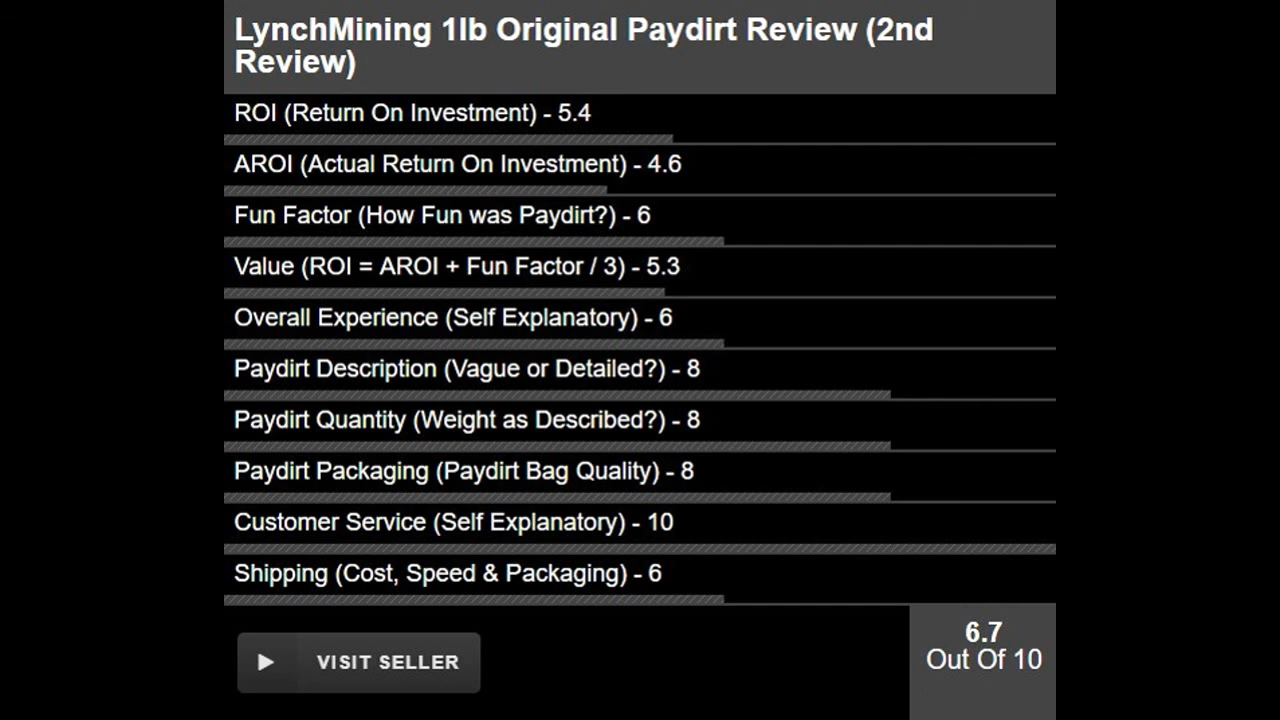 LynchMining 1lb Original Paydirt Review (2nd
Review)
ROI (Return On Investment) - 5.4
AROI (Actual Return On Investment) - 4.6
Fun Factor (How Fun was Paydirt?) - 6
Value (ROI = AROI + Fun Factor / 3) - 5.3
Overall Experience (Self Explanatory) - 6
Paydirt Description (Vague or Detailed?) - 8
Paydirt Quantity (Weight as Described?) - 8
Paydirt Packaging (Paydirt Bag Quality) - 8
Customer Service (Self Explanatory) - 10
Shipping (Cost, Speed & Packaging) - 6
VISIT SELLER
6.7
Out Of 10